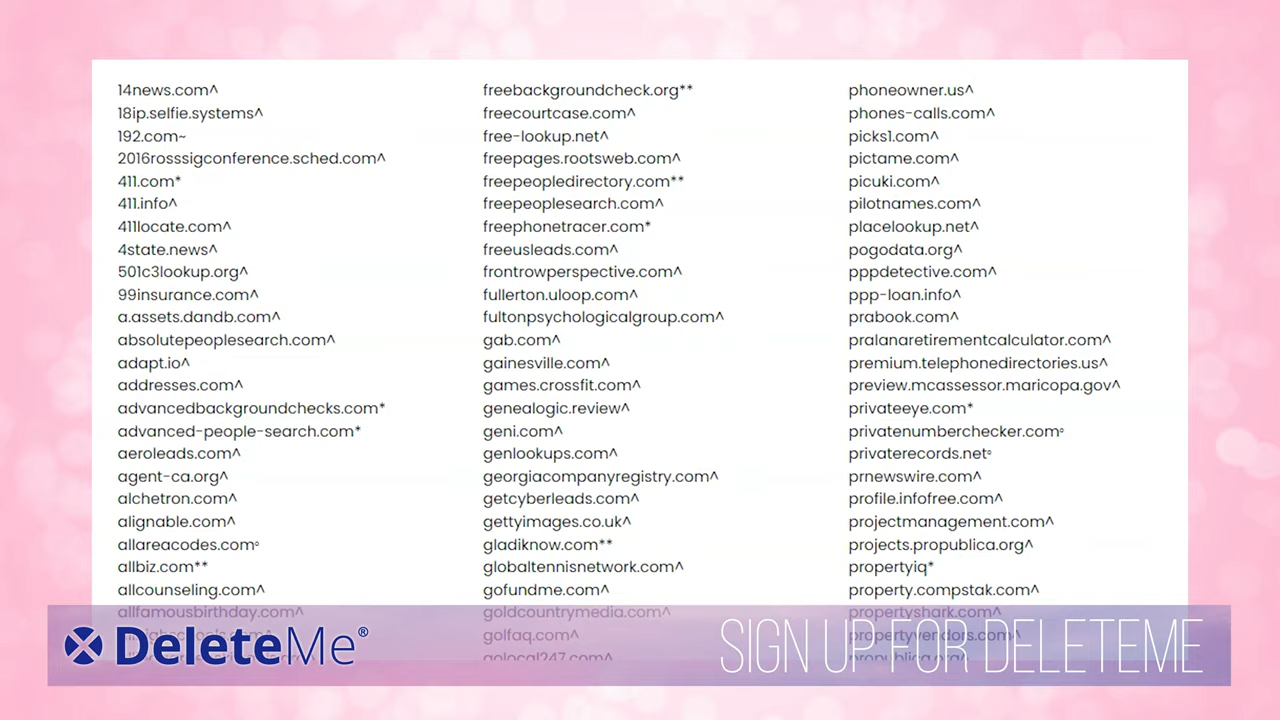 14news.com^
18ip.selfie.systems^
192.com~
2016rosssigconference.sched.com^
411.com*
411.info^
411locate.com^
4state.news^
501c3lookup.org^
99insurance.com^
a.assets.dandb.com^
absolutepeoplesearch.com^
adapt.io^
addresses.com^
advancedbackgroundchecks.com*
advanced-people-search.com*
aeroleads.com^
agent-ca.org^
alchetron.com^
alignable.com^
allareacodes.com°
allbiz.com**
allcounseling.com^
allfamousbirthday.com^
freebackgroundcheck.org**
freecourtcase.com^
free-lookup.net^
freepages.rootsweb.com^
freepeopledirectory.com**
freepeoplesearch.com^
freephonetracer.com*
freeusleads.com^
frontrowperspective.com^
fullerton.uloop.com^
fultonpsychologicalgroup.com^
gab.com^
gainesville.com^
games.crossfit.com^
genealogic.review^
geni.com^
genlookups.com^
georgiacompanyregistry.com^
getcyberleads.com^
gettyimages.co.uk^
gladiknow.com**
globaltennisnetwork.com^
gofundme.com^
goldcountrymedia.com^
golfaq.com^
golocal247.com^
phoneowner.us^
phones-calls.com^
picks1.com^
pictame.com^
picuki.com^
pilotnames.com^
placelookup.net^
pogodata.org^
pppdetective.com^
ppp-loan.info^
prabook.com^
pralanaretirementcalculator.com^
premium.telephonedirectories.us^
preview.mcassessor.maricopa.gov^
privateeye.com*
privatenumberchecker.com°
privaterecords.net°
prnewswire.com^
profile.infofree.com^
projectmanagement.com^
projects.propublica.org^
propertyiq*
property.compstak.com^
propertyshark.com^
propertyvendors.com^
propublica.org^
DeleteMe®
SIGN UP FOR DELETEME